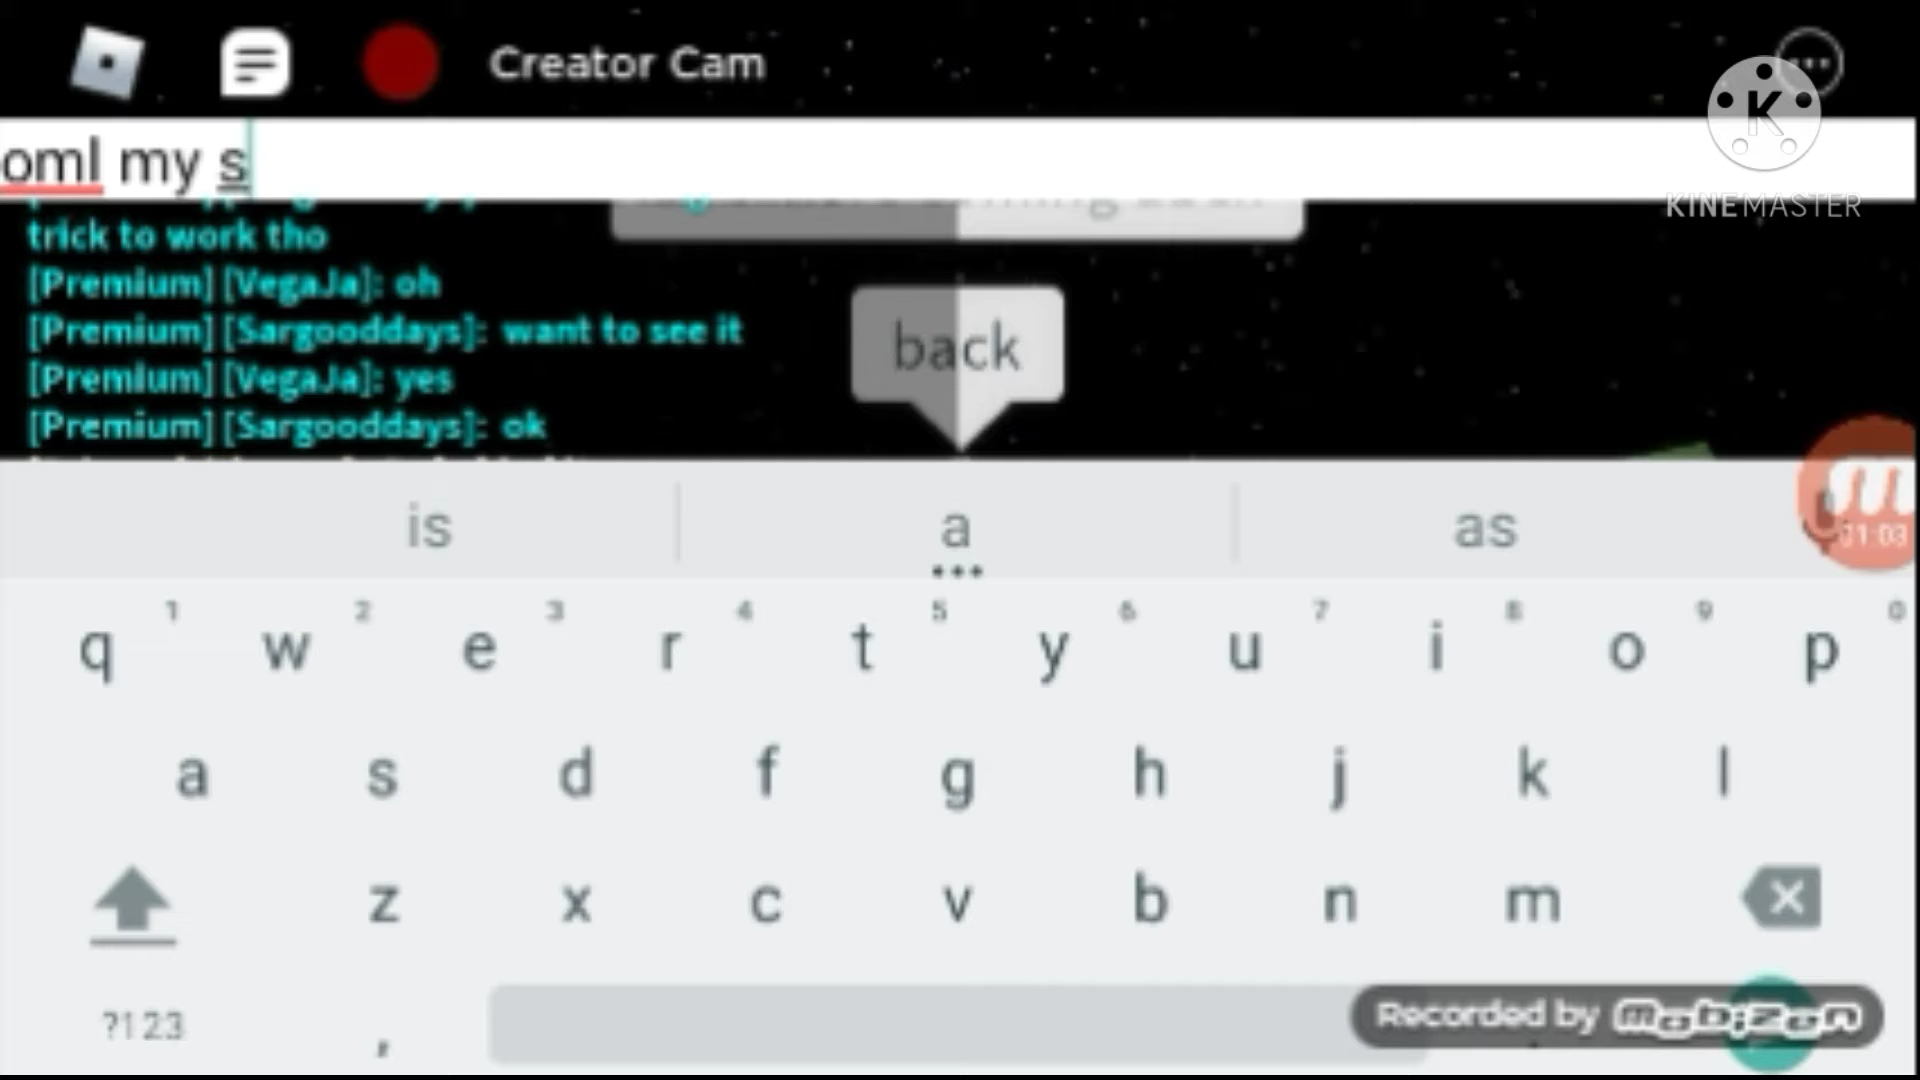 Creator Cam
K
KINEMASTER
oml my s
trick to work tho
[Premium] [VegaJa]: oh
[Premium] [Sargooddays]: want to see it
[Premium] [VegaJa]: yes
[Premium] [Sargooddays]: ok
back
is a as
01:03
1 2 3 4 5 6 7 8 9 0
q w e r t y u i o p
a s d f g h j k l
z x c v b n m
?123 ,
Recorded by mobizen